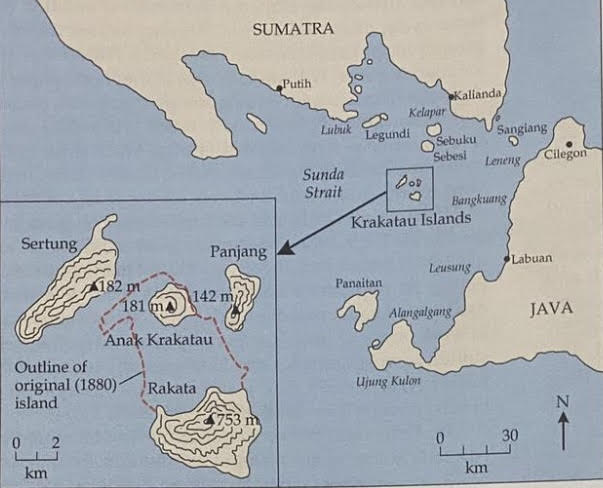 SUMATRA
Putih
Kalianda
Kelapar
Lubuk
Legundi
Sebuku
Sangiang
Sebesi
Leneng
Cilegon
Sunda
Strait
Bangkuang
Krakatau Islands
Sertung
Panjang
Leusung
Labuan
182 m
142 m
181 m
Panaitan
Alangalgang
JAVA
Anak Krakatau
Outline of
original (1880)
island
Rakata
Ujung Kulon
753 m
N
0 2
km
0 30
km